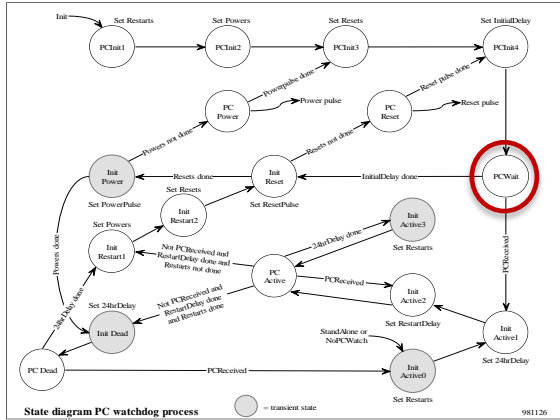 Init
Set Restarts
Set Powers
Set Resets
Set InitialDelay
PCInit1
PCInit2
PCInit3
PCInit4
Powerpulse done
Reset pulse done
PC Power
Power pulse
PC Reset
Reset pulse
Powers not done
Resets not done
Init Power
Resets done
Init Reset
InitialDelay done
PCWait
Set PowerPulse
Set Resets
Set ResetPulse
Init Restart2
Set Powers
Init Restart1
Not PCReceived and
RestartDelay done and
Restarts not done
24hrDelay done
Init Active3
Set Restarts
Powers done
PCReceived
PC Active
PCReceived
Init Active2
24hrDelay done
Not PCReceived and
RestartDelay done
and Restarts done
Set 24hrDelay
Set RestartDelay
Init Dead
StandAlone or
NoPCWatch
Init Active1
Set 24hrDelay
PC Dead
PCReceived
Init Active0
Set Restarts
State diagram PC watchdog process
= transient state
981126